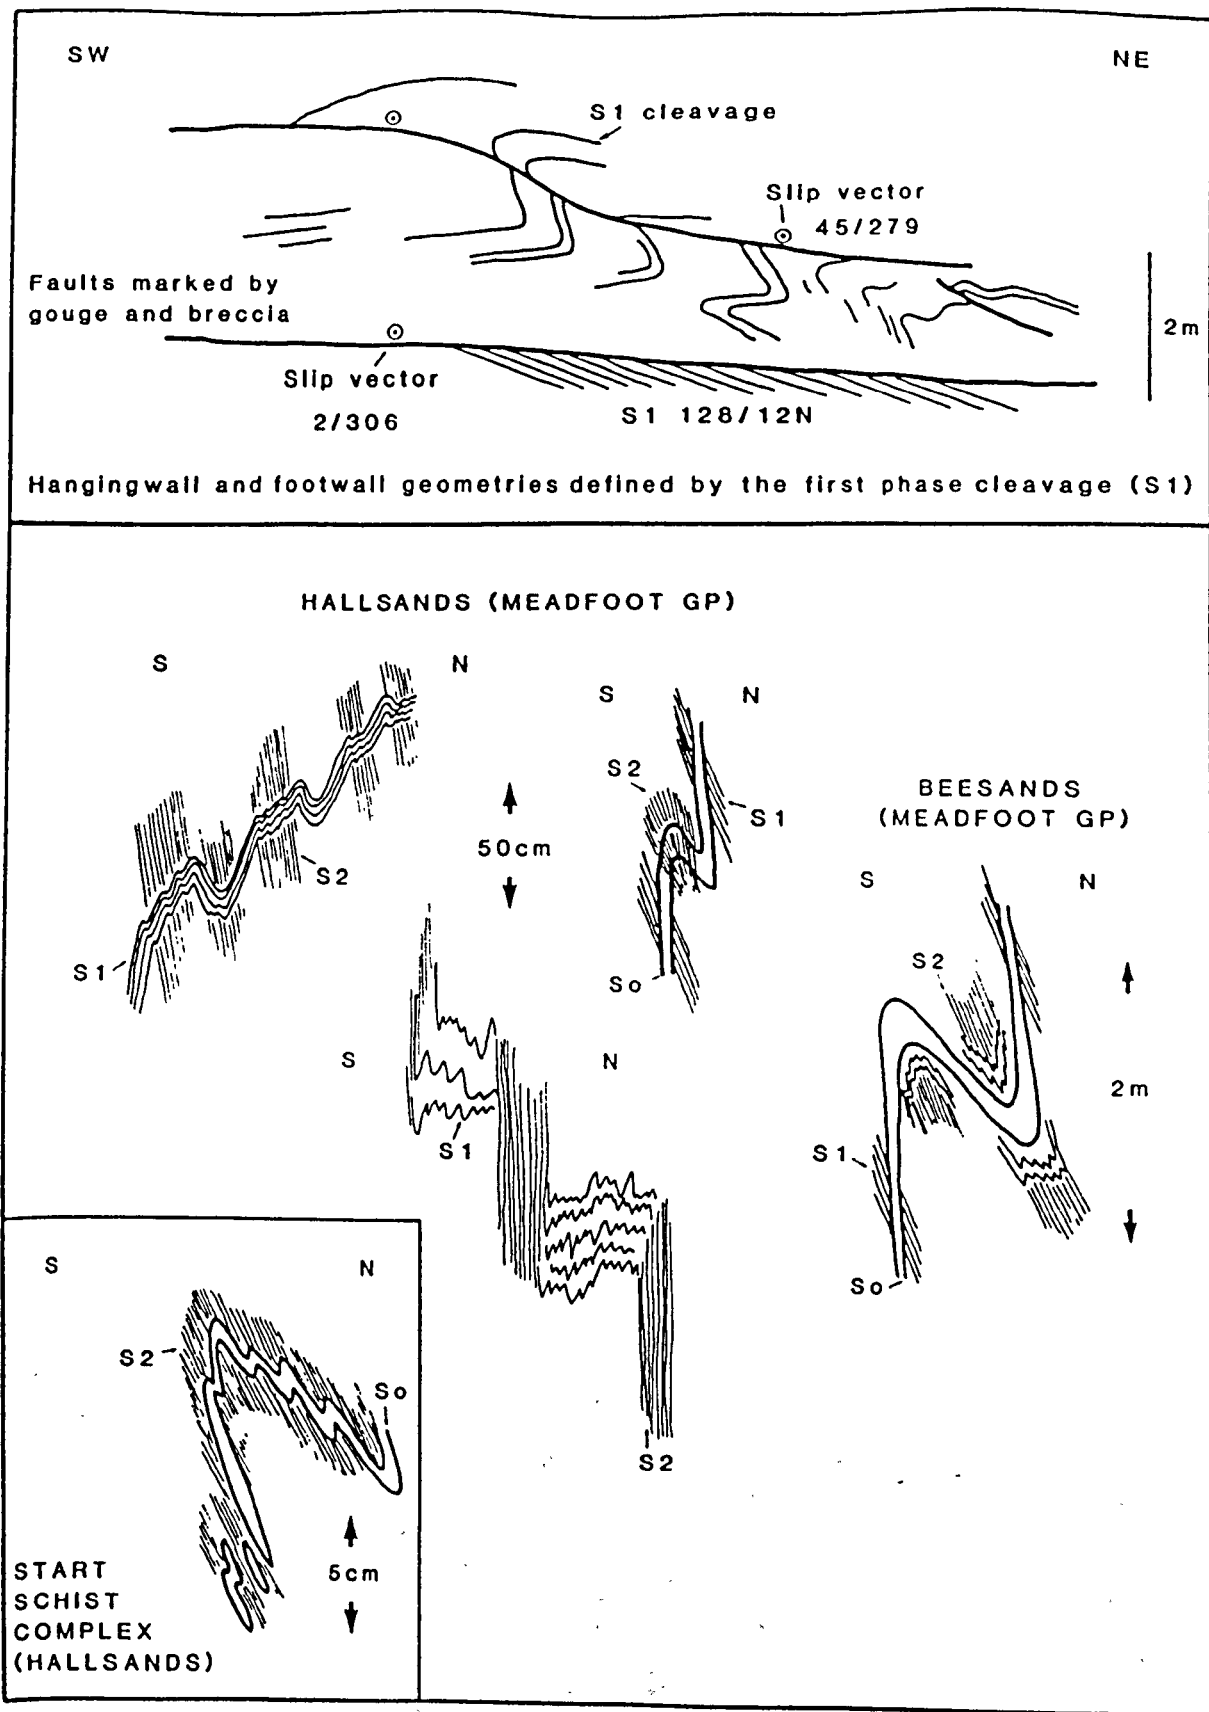 SW
NE
S1 cleavage
Slip vector
45/279
Faults marked by
gouge and breccia
2m
Slip vector
2/306
S1 128/12N
Hangingwall and footwall geometries defined by the first phase cleavage (S1)
HALLSANDS (MEADFOOT GP)
S
N
S
N
S2
S1
BEESANDS
(MEADFOOT GP)
50cm
S2
S
N
S1
So
S2
S
N
2m
S1
S1
So
S
N
S2
So
S2
5cm
START
SCHIST
COMPLEX
(HALLSANDS)